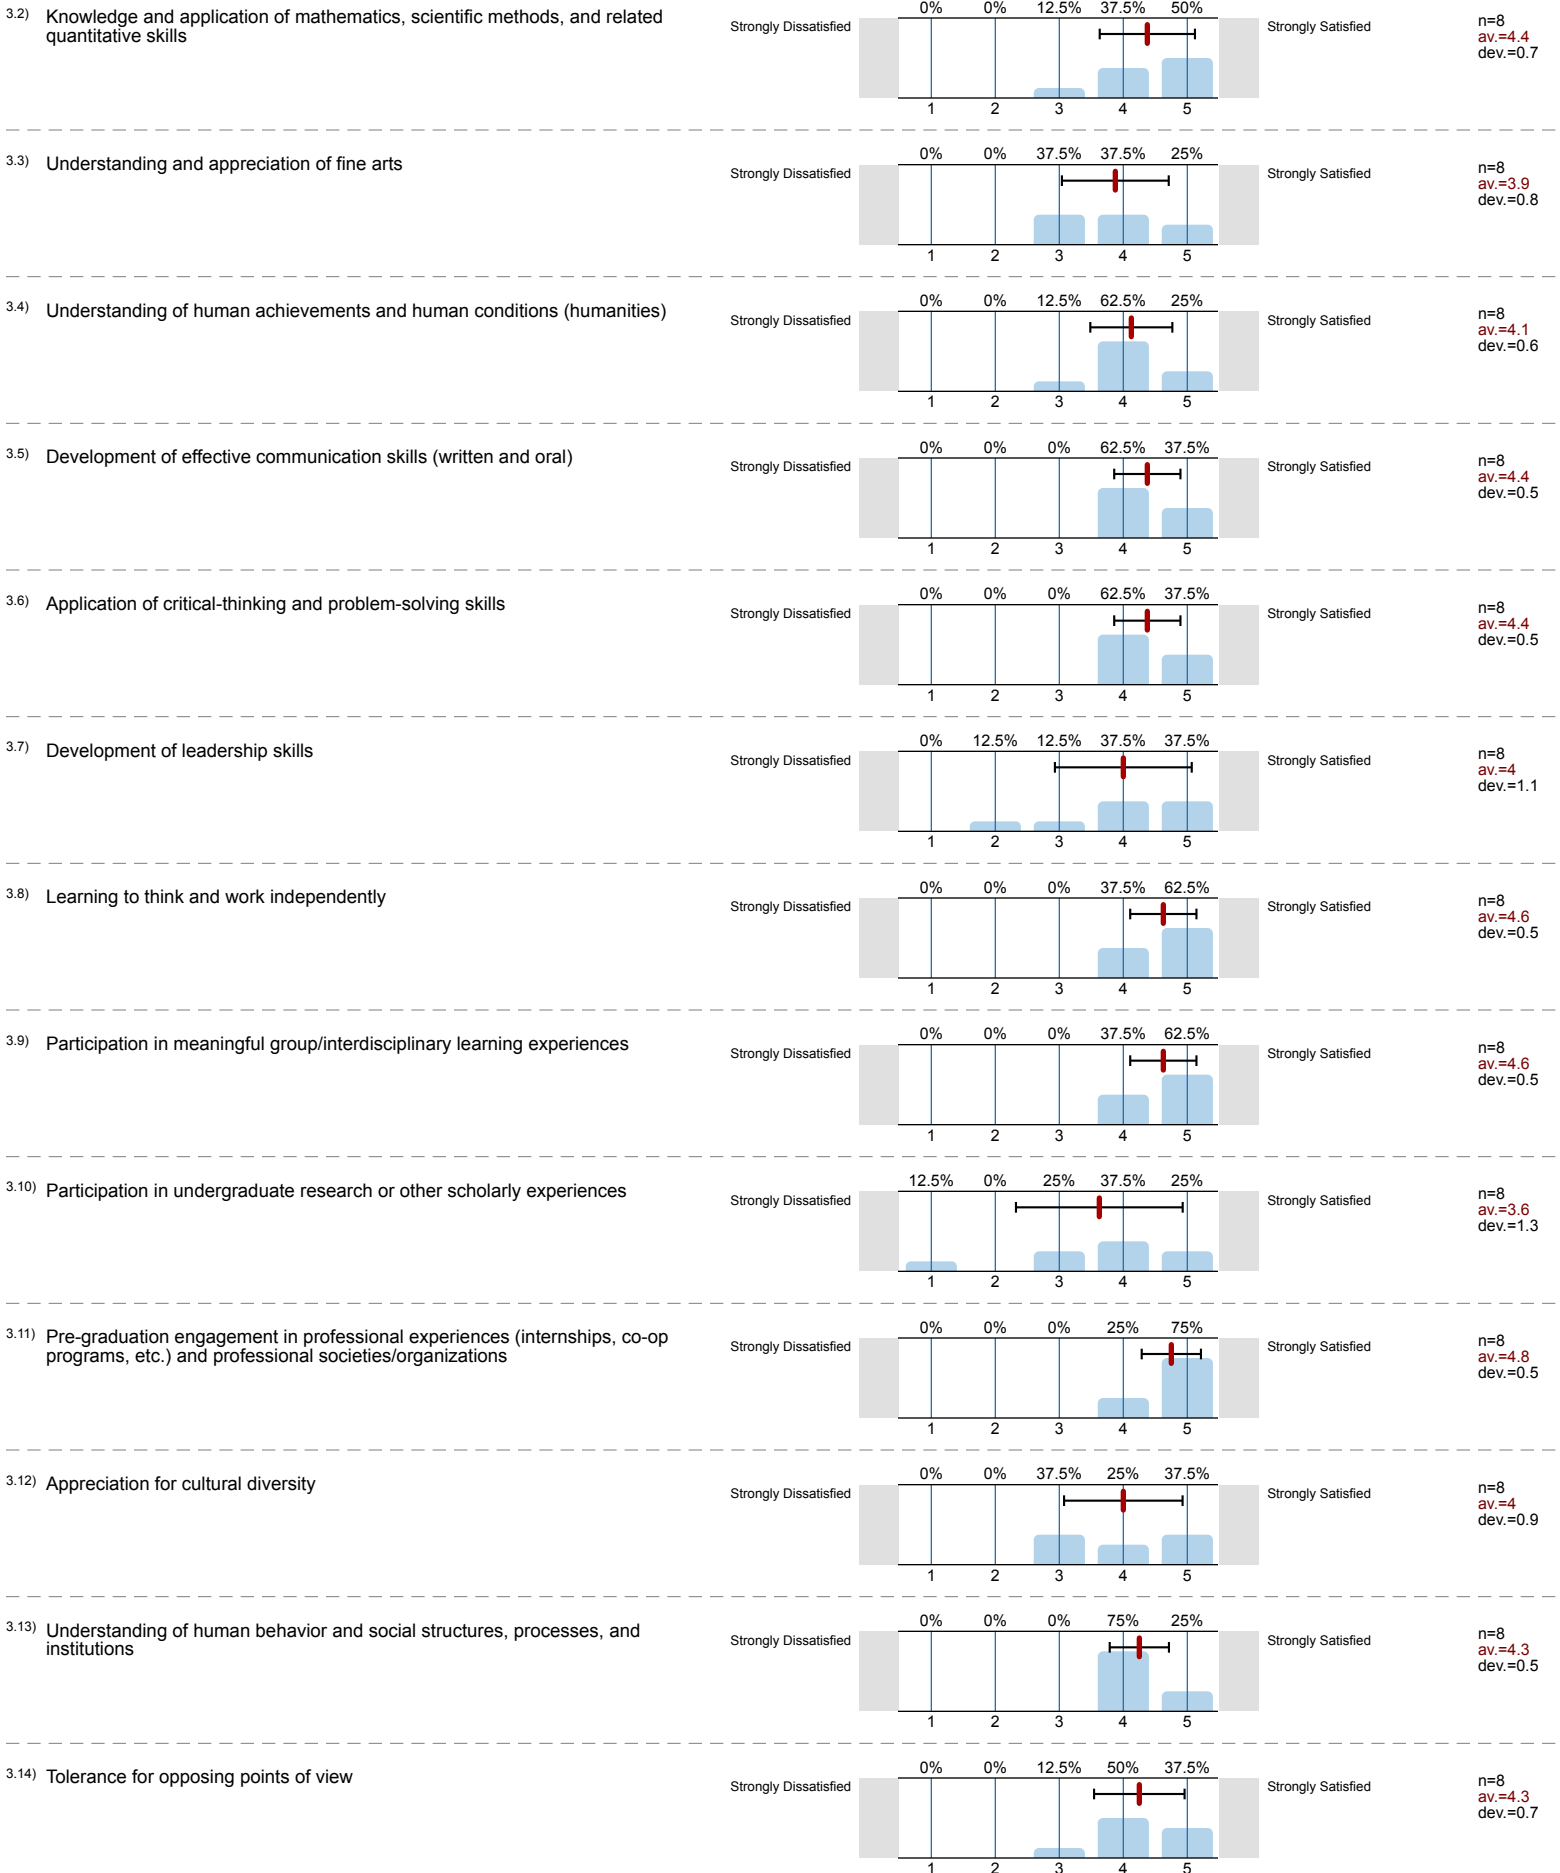 3.2) Knowledge and application of mathematics, scientific methods, and related
quantitative skills
0% 0% 12.5% 37.5% 50%
Strongly Dissatisfied Strongly Satisfied
n=8
av.=4.4
dev.=0.7
1 2 3 4 5
3.3) Understanding and appreciation of fine arts
0% 0% 37.5% 37.5% 25%
Strongly Dissatisfied Strongly Satisfied
n=8
av.=3.9
dev.=0.8
1 2 3 4 5
3.4) Understanding of human achievements and human conditions (humanities)
0% 0% 12.5% 62.5% 25%
Strongly Dissatisfied Strongly Satisfied
n=8
av.=4.1
dev.=0.6
1 2 3 4 5
3.5) Development of effective communication skills (written and oral)
0% 0% 0% 62.5% 37.5%
Strongly Dissatisfied Strongly Satisfied
n=8
av.=4.4
dev.=0.5
1 2 3 4 5
3.6) Application of critical-thinking and problem-solving skills
0% 0% 0% 62.5% 37.5%
Strongly Dissatisfied Strongly Satisfied
n=8
av.=4.4
dev.=0.5
1 2 3 4 5
3.7) Development of leadership skills
0% 12.5% 12.5% 37.5% 37.5%
Strongly Dissatisfied Strongly Satisfied
n=8
av.=4
dev.=1.1
1 2 3 4 5
3.8) Learning to think and work independently
0% 0% 0% 37.5% 62.5%
Strongly Dissatisfied Strongly Satisfied
n=8
av.=4.6
dev.=0.5
1 2 3 4 5
3.9) Participation in meaningful group/interdisciplinary learning experiences
0% 0% 0% 37.5% 62.5%
Strongly Dissatisfied Strongly Satisfied
n=8
av.=4.6
dev.=0.5
1 2 3 4 5
3.10) Participation in undergraduate research or other scholarly experiences
12.5% 0% 25% 37.5% 25%
Strongly Dissatisfied Strongly Satisfied
n=8
av.=3.6
dev.=1.3
1 2 3 4 5
3.11) Pre-graduation engagement in professional experiences (internships, co-op
programs, etc.) and professional societies/organizations
0% 0% 0% 25% 75%
Strongly Dissatisfied Strongly Satisfied
n=8
av.=4.8
dev.=0.5
1 2 3 4 5
3.12) Appreciation for cultural diversity
0% 0% 37.5% 25% 37.5%
Strongly Dissatisfied Strongly Satisfied
n=8
av.=4
dev.=0.9
1 2 3 4 5
3.13) Understanding of human behavior and social structures, processes, and
institutions
0% 0% 0% 75% 25%
Strongly Dissatisfied Strongly Satisfied
n=8
av.=4.3
dev.=0.5
1 2 3 4 5
3.14) Tolerance for opposing points of view
0% 0% 12.5% 50% 37.5%
Strongly Dissatisfied Strongly Satisfied
n=8
av.=4.3
dev.=0.7
1 2 3 4 5